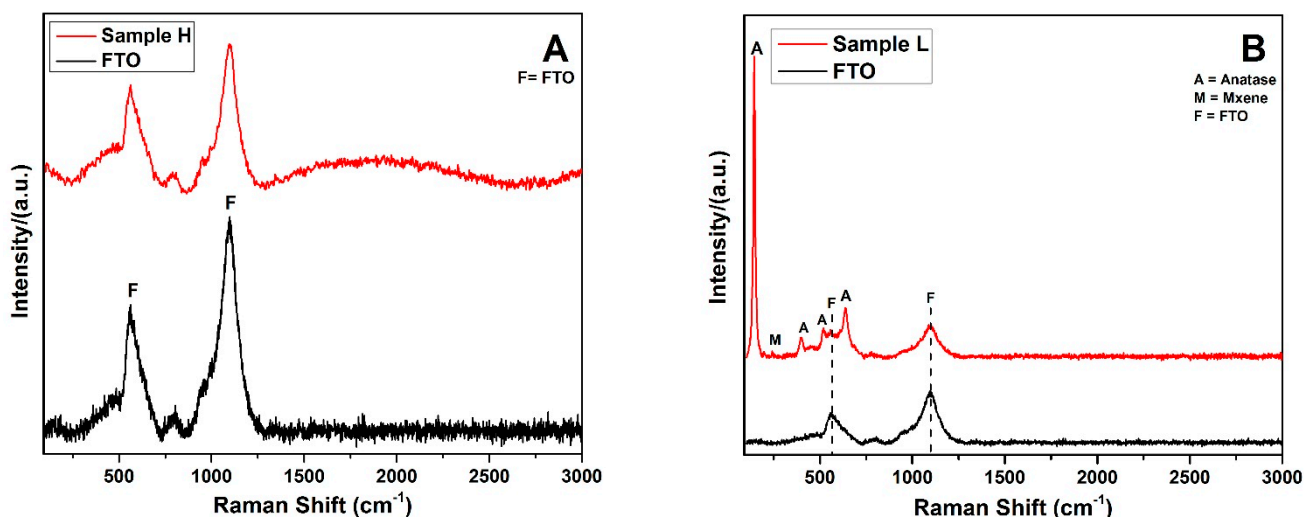 Sample H
FTO
A
F= FTO
F
F
Intensity/(a.u.)
500
1000
1500
2000
2500
3000
Raman Shift (cm⁻¹)
Sample L
FTO
B
A = Anatase
M = Mxene
F = FTO
A
M
A
A
F
A
F
Intensity/(a.u.)
500
1000
1500
2000
2500
3000
Raman Shift (cm⁻¹)